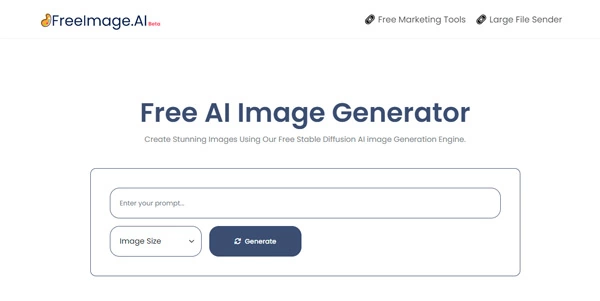 FreeImage.AI Beta
Free Marketing Tools
Large File Sender
Free AI Image Generator
Create Stunning Images Using Our Free Stable Diffusion AI Image Generation Engine.
Enter your prompt...
Image Size
Generate